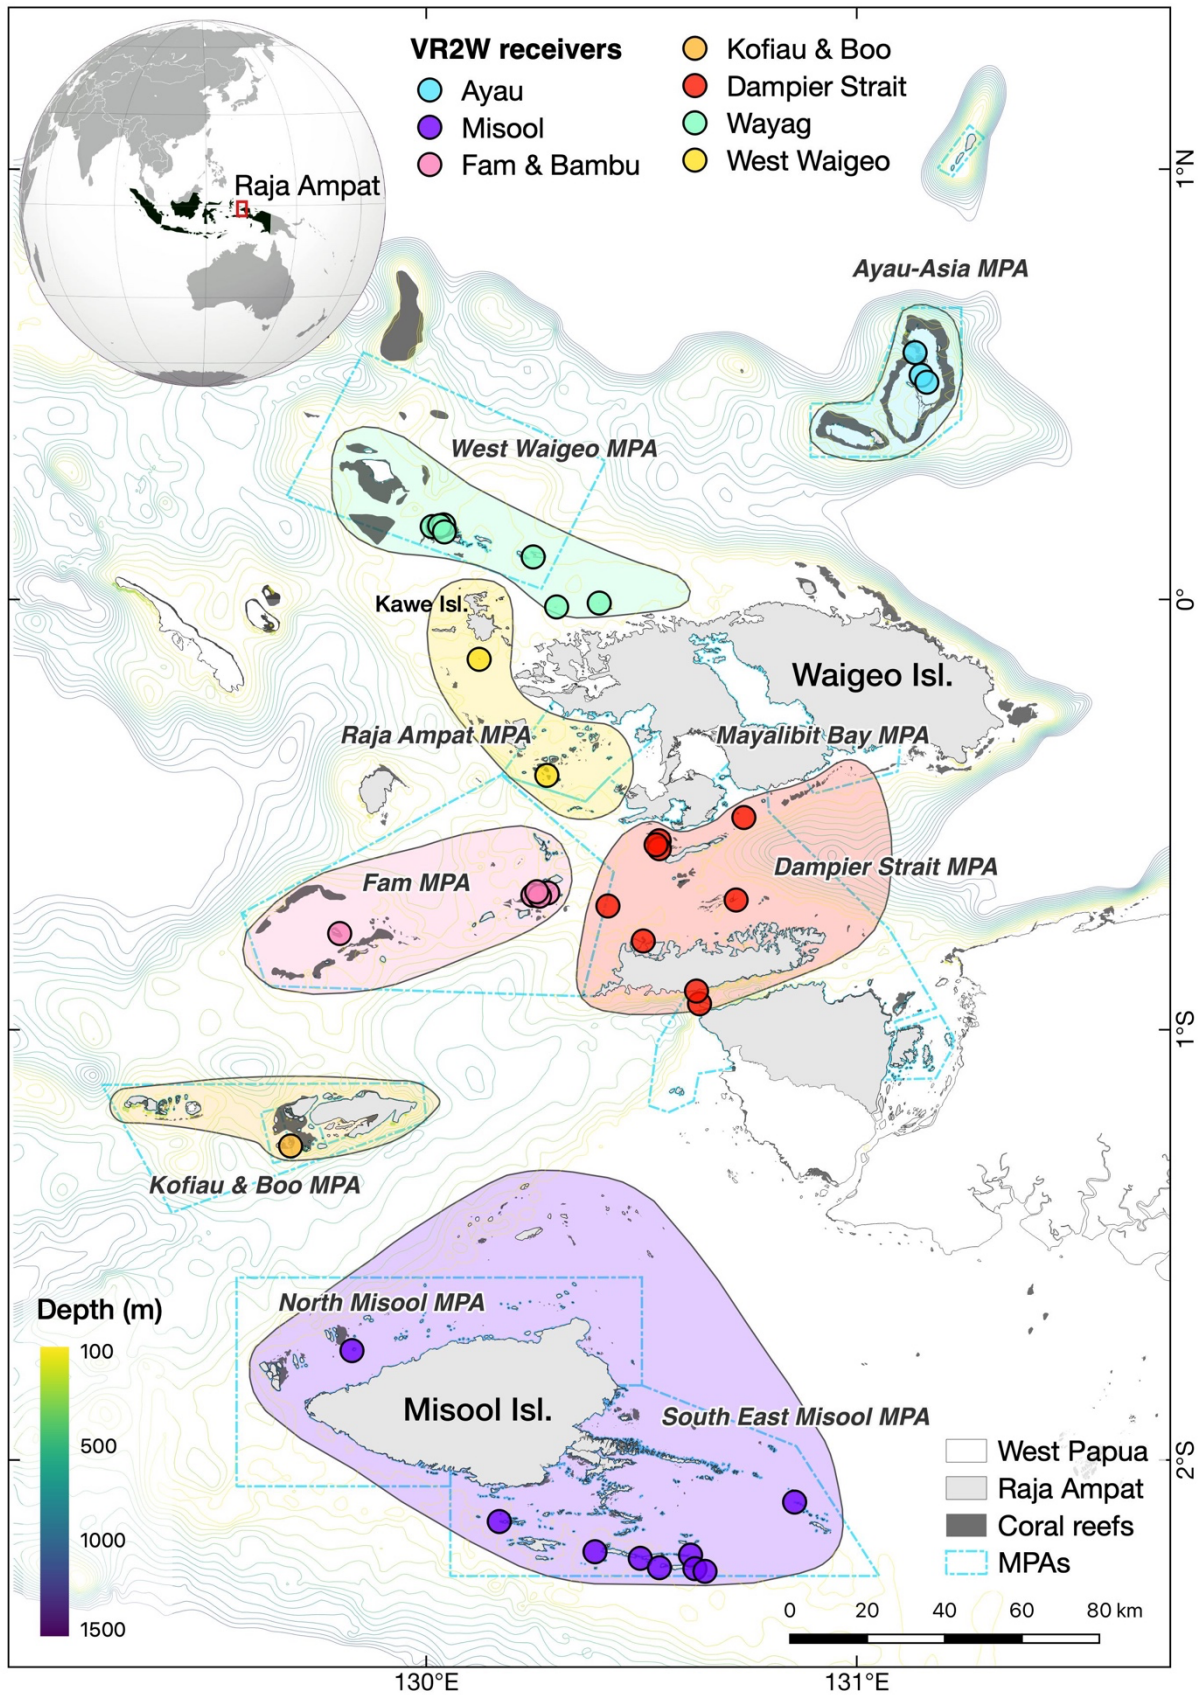 VR2W receivers
Ayau
Misool
Fam & Bambu
Kofiau & Boo
Dampier Strait
Wayag
West Waigeo
Raja Ampat
1°N
Ayau-Asia MPA
West Waigeo MPA
Kawe Isl.
0°
Waigeo Isl.
Raja Ampat MPA
Mayalibit Bay MPA
Fam MPA
Dampier Strait MPA
1°S
Kofiau & Boo MPA
Depth (m)
100
500
1000
1500
North Misool MPA
Misool Isl.
South East Misool MPA
2°S
West Papua
Raja Ampat
Coral reefs
MPAs
0 20 40 60 80 km
130°E 131°E